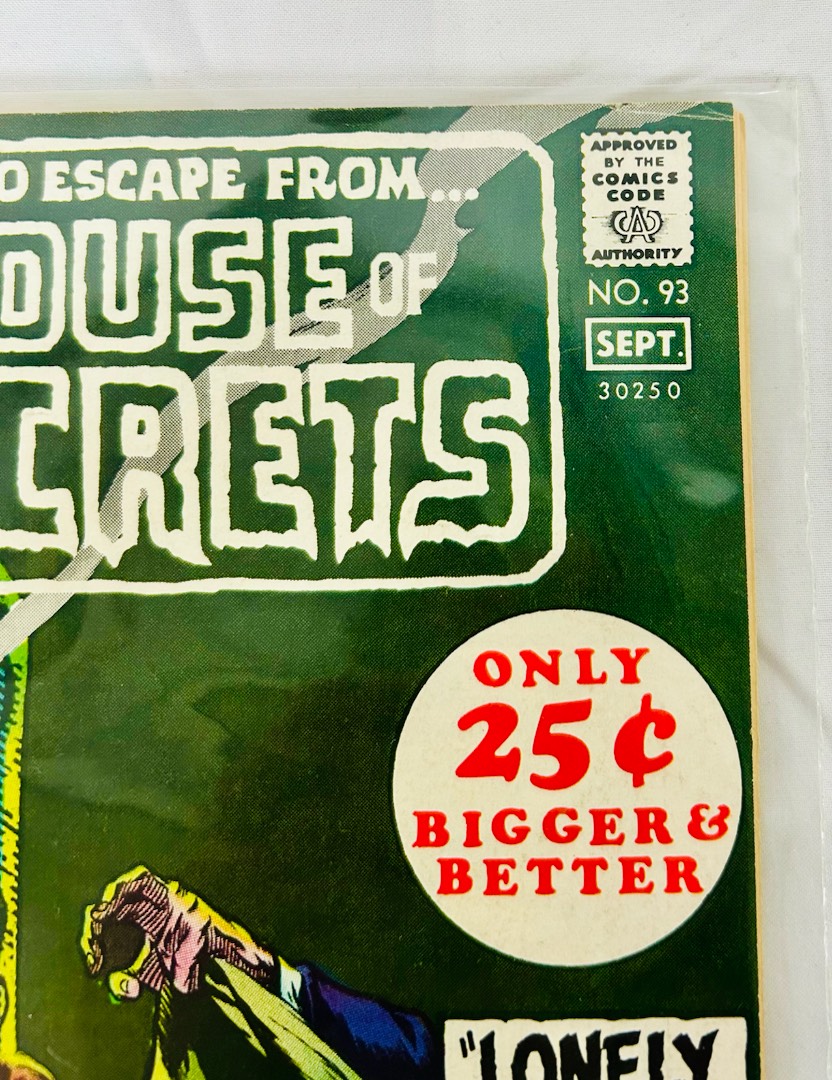 O ESCAPE FROM...
OUSE OF
CRETS
APPROVED
BY THE
COMICS
CODE
CA
AUTHORITY
NO. 93
SEPT.
30250
ONLY
25¢
BIGGER &
BETTER
"LONELY